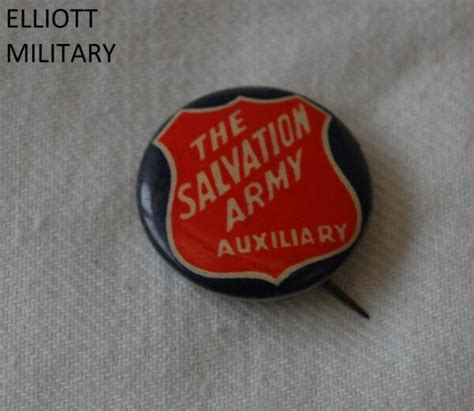 ELLIOTT
MILITARY
THE
SALVATION
ARMY
AUXILIARY